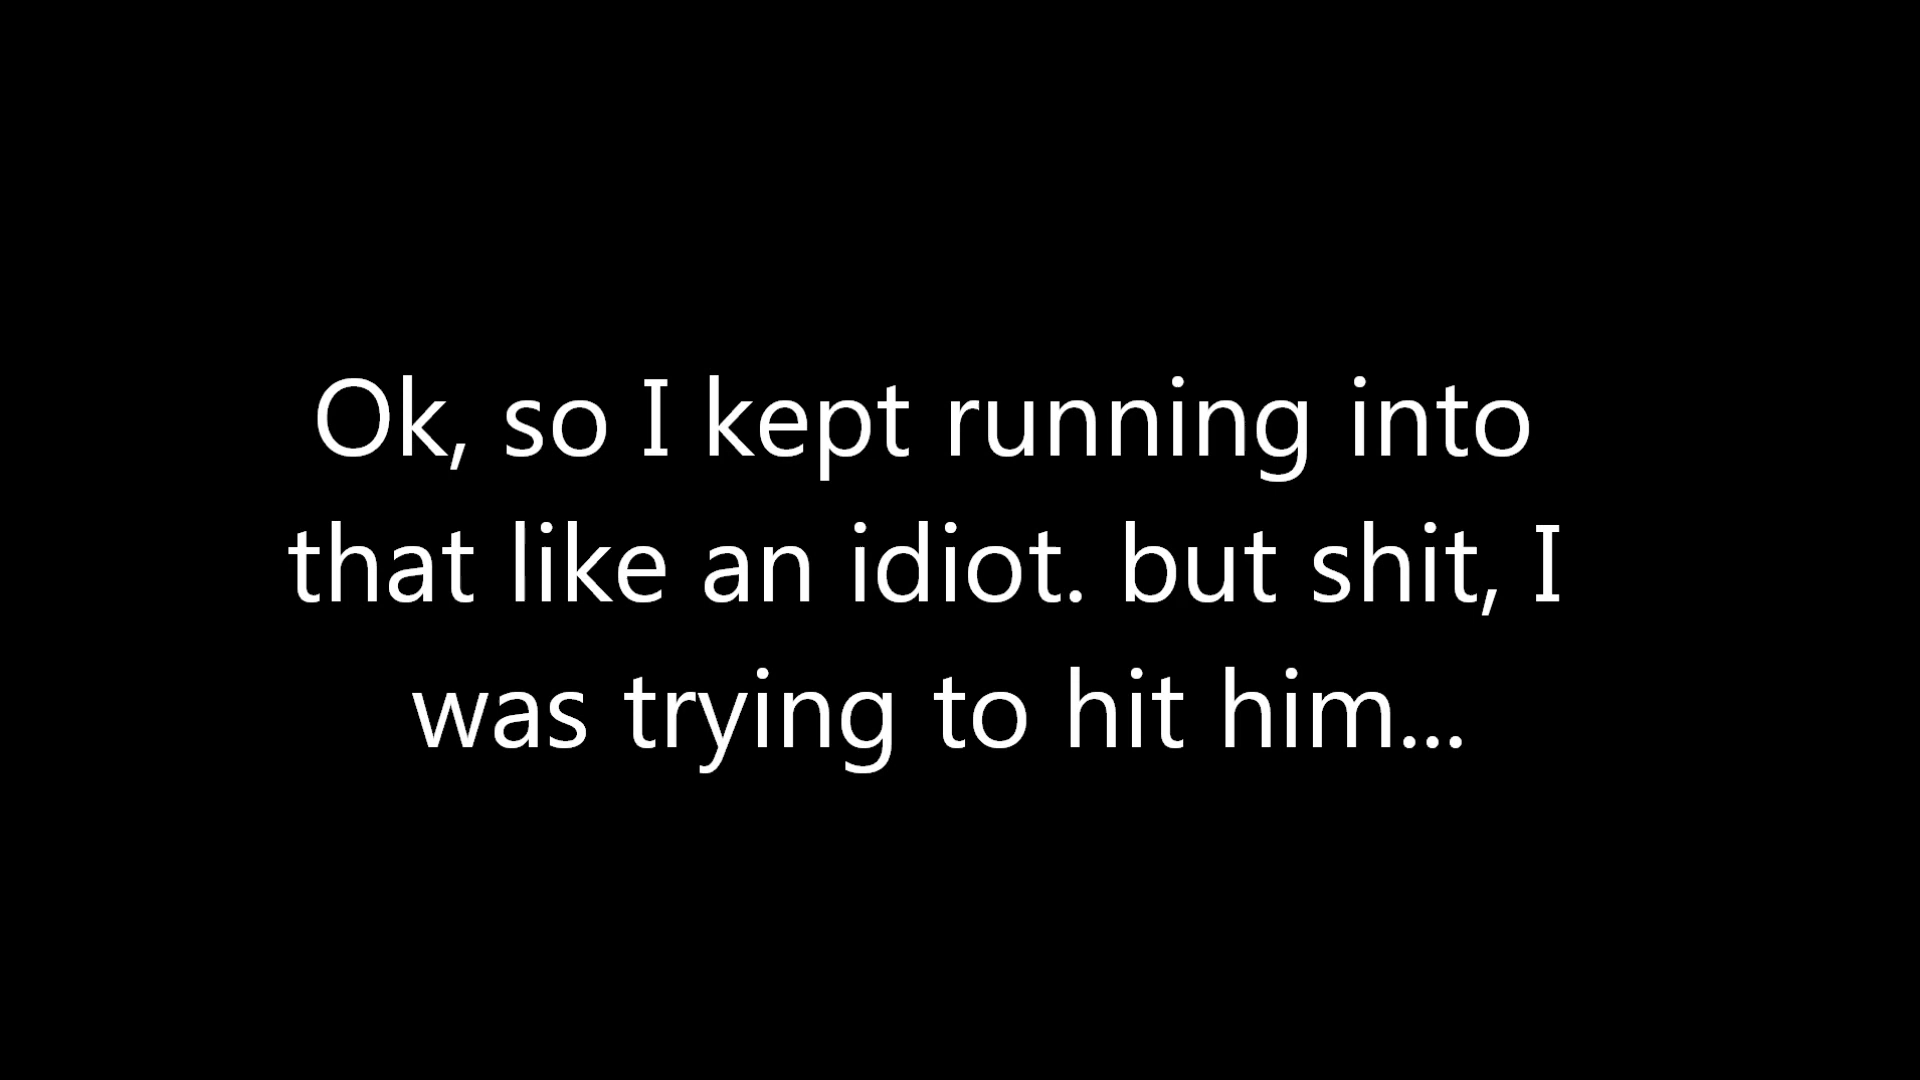 Ok, so I kept running into
that like an idiot. but shit, I
was trying to hit him...